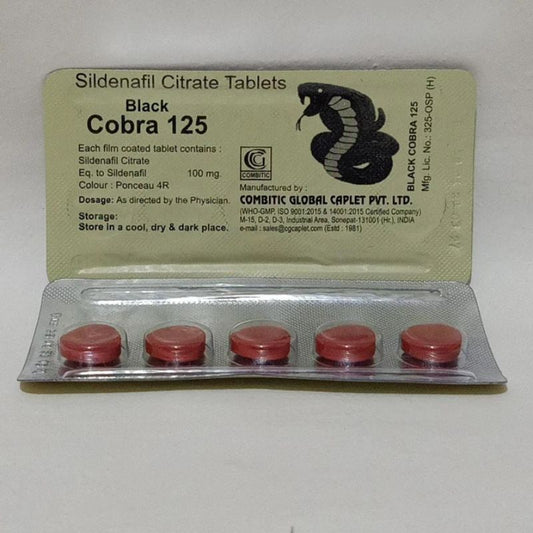 Sildenafil Citrate Tablets
Black
Cobra 125
Each film coated tablet contains :
Sildenafil Citrate
Eq. to Sildenafil 100 mg.
Colour : Ponceau 4R
Dosage: As directed by the Physician.
Storage:
Store in a cool, dry & dark place.
CG
COMBITIC
Manufactured by :
COMBITIC GLOBAL CAPLET PVT. LTD.
(WHO-GMP, ISO 9001:2015 & 14001:2015 Certified Company)
M-15, D-2, D-3, Industrial Area, Sonepat-131001 (Hr.), INDIA
e-mail : sales@cgcaplet.com (Estd : 1981)
BLACK COBRA 125
Mfg. Lic. No.: 325-OSP (H)